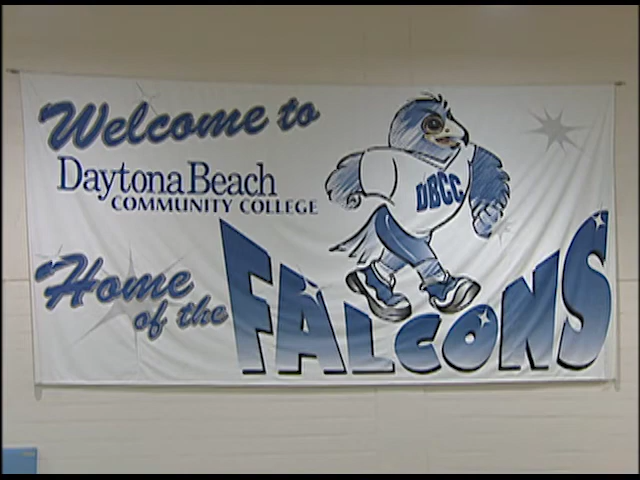 Welcome to
Daytona Beach
COMMUNITY COLLEGE
DBCC
Home
of the
FALCONS